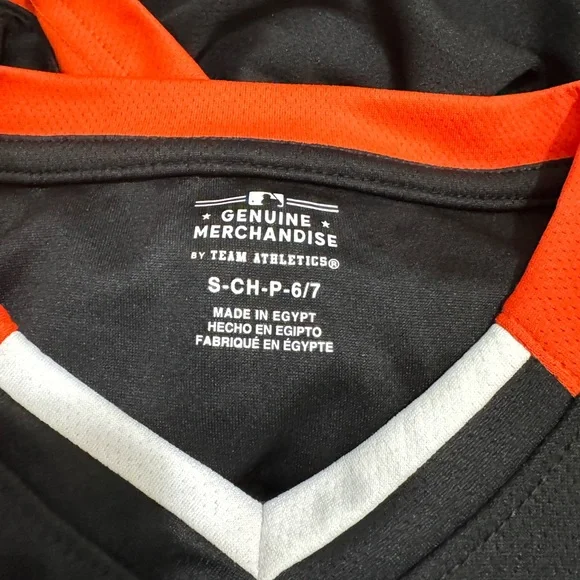 GENUINE
MERCHANDISE
BY TEAM ATHLETICS®
S-CH-P-6/7
MADE IN EGYPT
HECHO EN EGIPTO
FABRIQUÉ EN ÉGYPTE